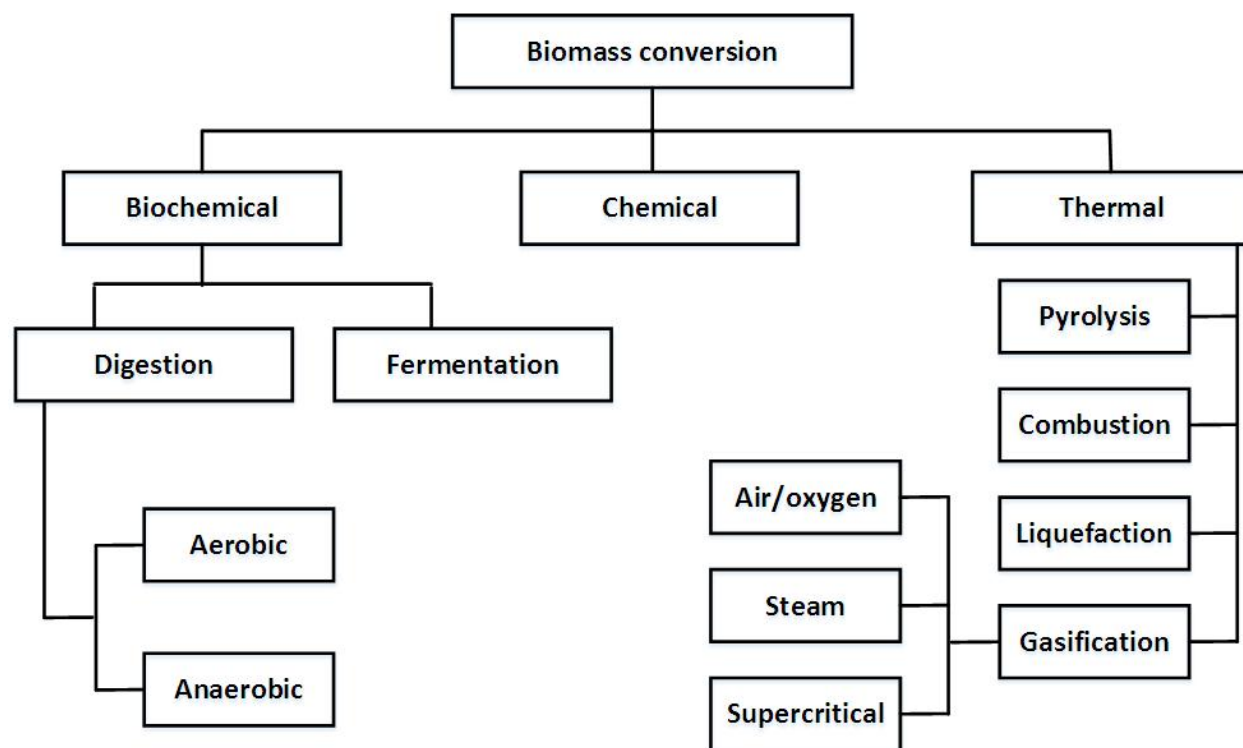 Biomass conversion
Biochemical
Chemical
Thermal
Digestion
Fermentation
Aerobic
Anaerobic
Pyrolysis
Combustion
Liquefaction
Gasification
Air/oxygen
Steam
Supercritical